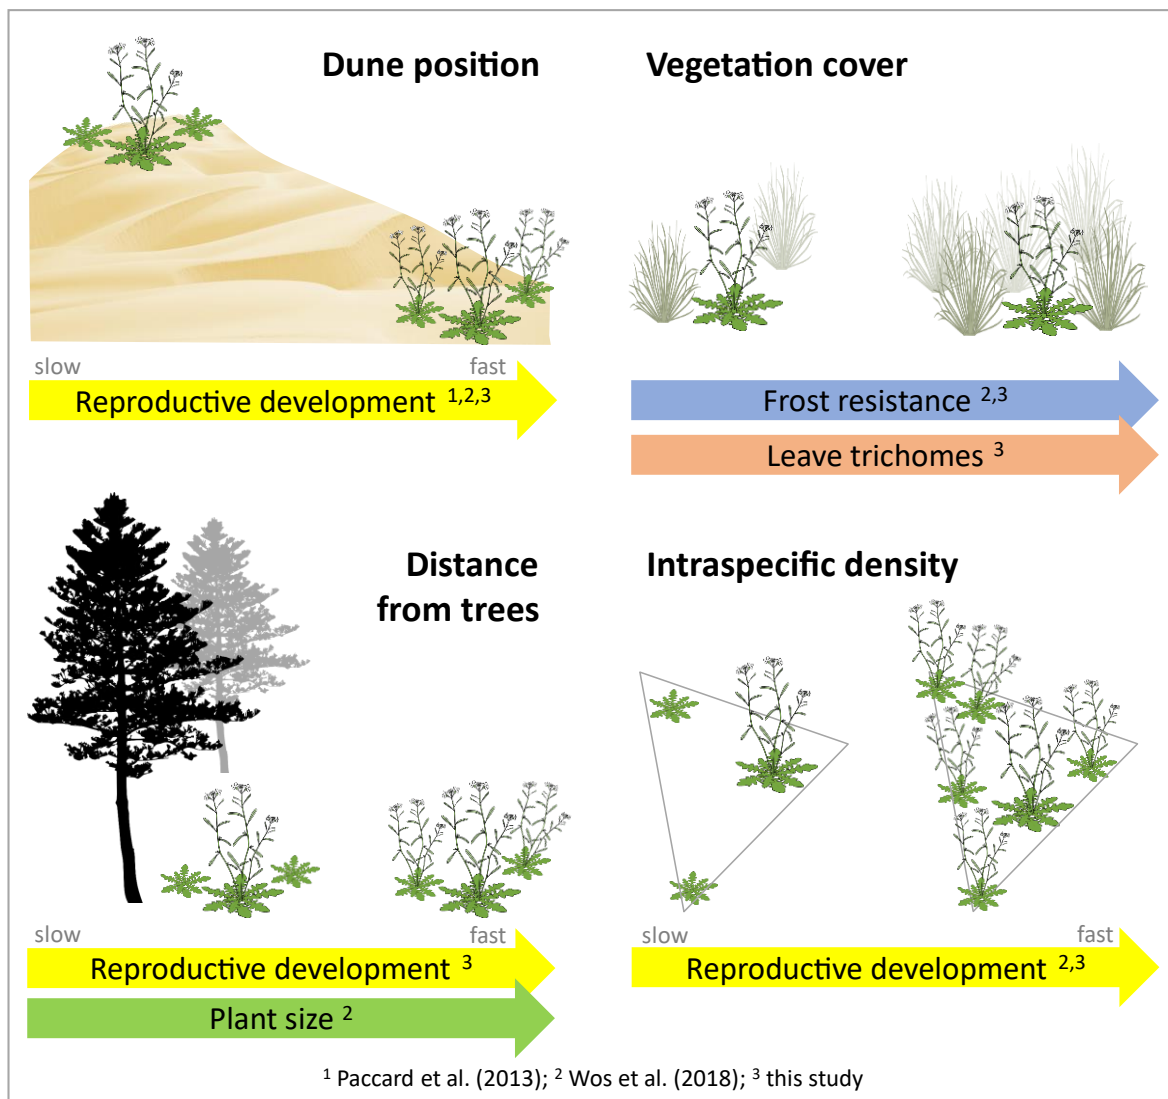 Dune position
slow
fast
Reproductive development 1,2,3
Vegetation cover
Frost resistance 2,3
Leave trichomes 3
Distance
from trees
slow
fast
Reproductive development 3
Plant size 2
Intraspecific density
slow
fast
Reproductive development 2,3
1 Paccard et al. (2013); 2 Wos et al. (2018); 3 this study